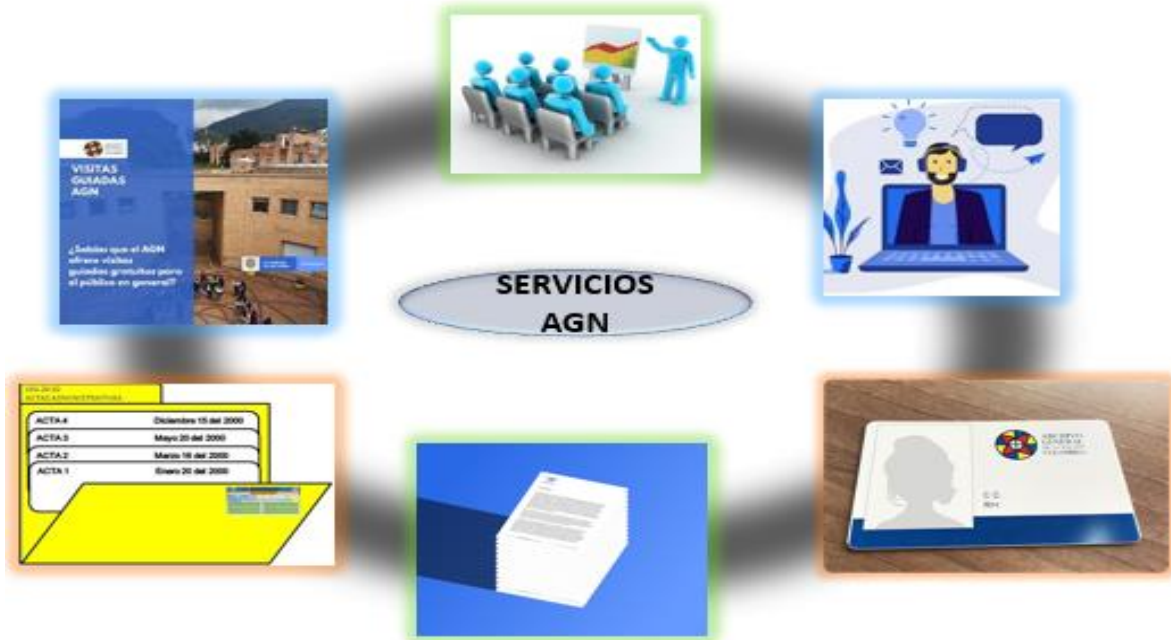 VISITAS
GUIADAS
AGN
¿Sabías que el AGN
ofrece visitas
guiadas gratuitas para
el público en general?
SERVICIOS
AGN
ACTA 4 Diciembre 15 del 2000
ACTA 3 Mayo 20 del 2000
ACTA 2 Marzo 16 del 2000
ACTA 1 Enero 20 del 2000
ARCHIVO
GENERAL